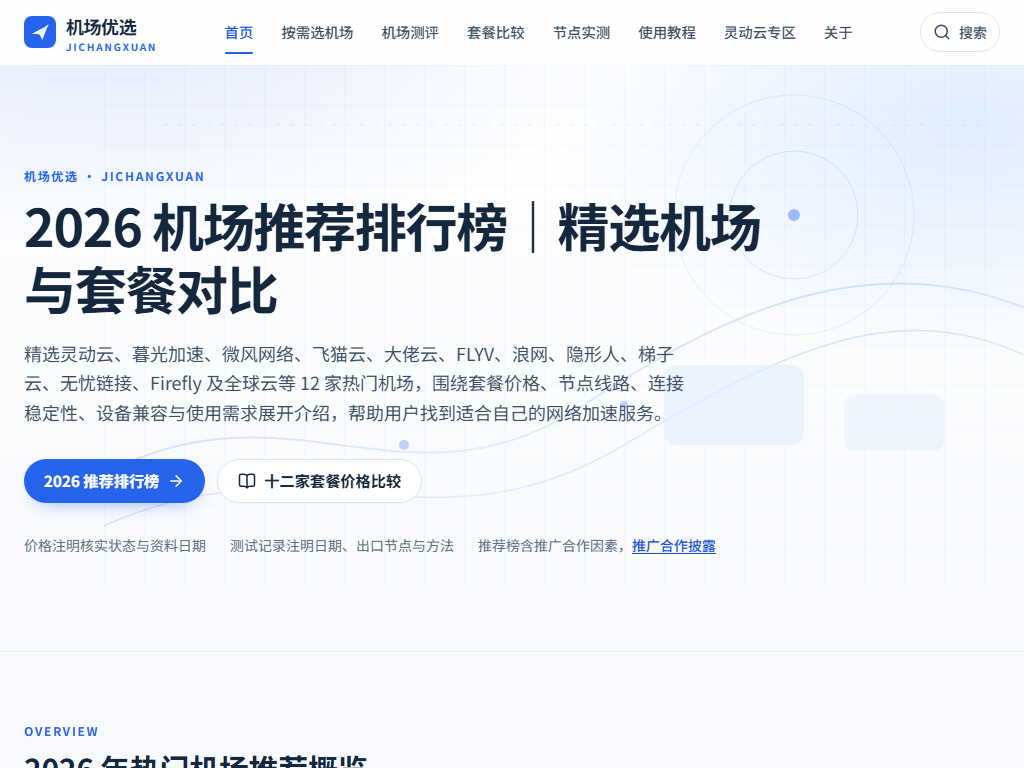 机场优选
JICHANGXUAN
首页 按需选机场 机场测评 套餐比较 节点实测 使用教程 灵动云专区 关于
搜索
机场优选 · JICHANGXUAN
2026 机场推荐排行榜｜精选机场
与套餐对比
精选灵动云、暮光加速、微风网络、飞猫云、大佬云、FLYV、浪网、隐形人、梯子
云、无忧链接、Firefly 及全球云等 12 家热门机场，围绕套餐价格、节点线路、连接
稳定性、设备兼容与使用需求展开介绍，帮助用户找到适合自己的网络加速服务。
2026 推荐排行榜
十二家套餐价格比较
价格注明核实状态与资料日期 测试记录注明日期、出口节点与方法 推荐榜含推广合作因素，推广合作披露
OVERVIEW
2026 年热门机场推荐概览